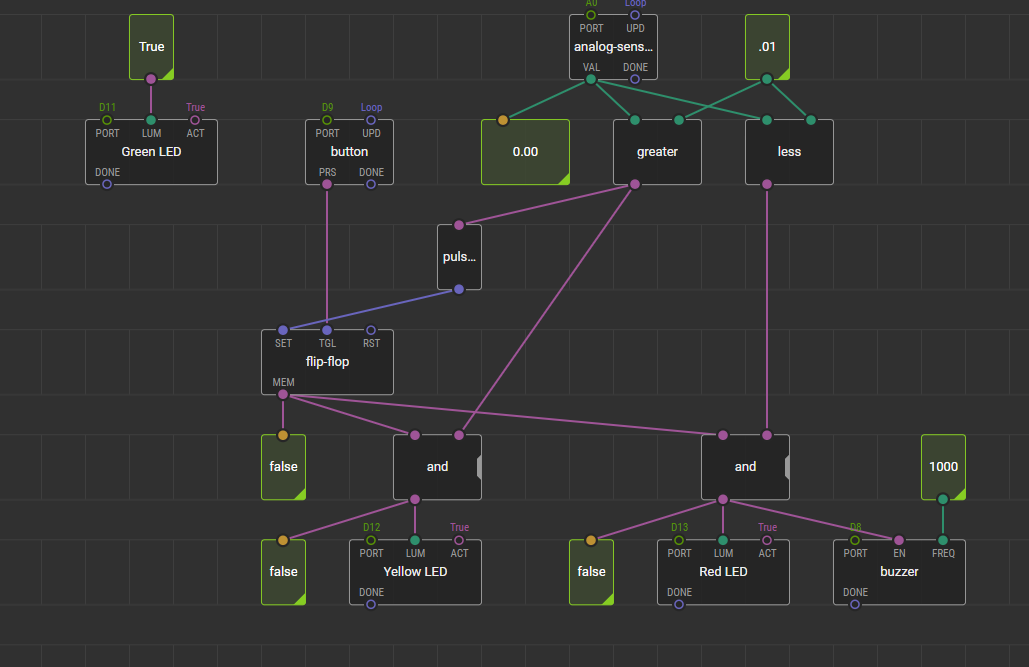 A0 Loop
True
PORT UPD
analog-sens...
.01
VAL DONE
D11 True
D9 Loop
PORT LUM ACT
Green LED
DONE
PORT UPD
button
PRS DONE
0.00
greater
less
puls...
SET TGL RST
flip-flop
MEM
false
and
and
1000
D12 True
D13 True
D8
false
PORT LUM ACT
Yellow LED
DONE
false
PORT LUM ACT
Red LED
DONE
PORT EN FREQ
buzzer
DONE